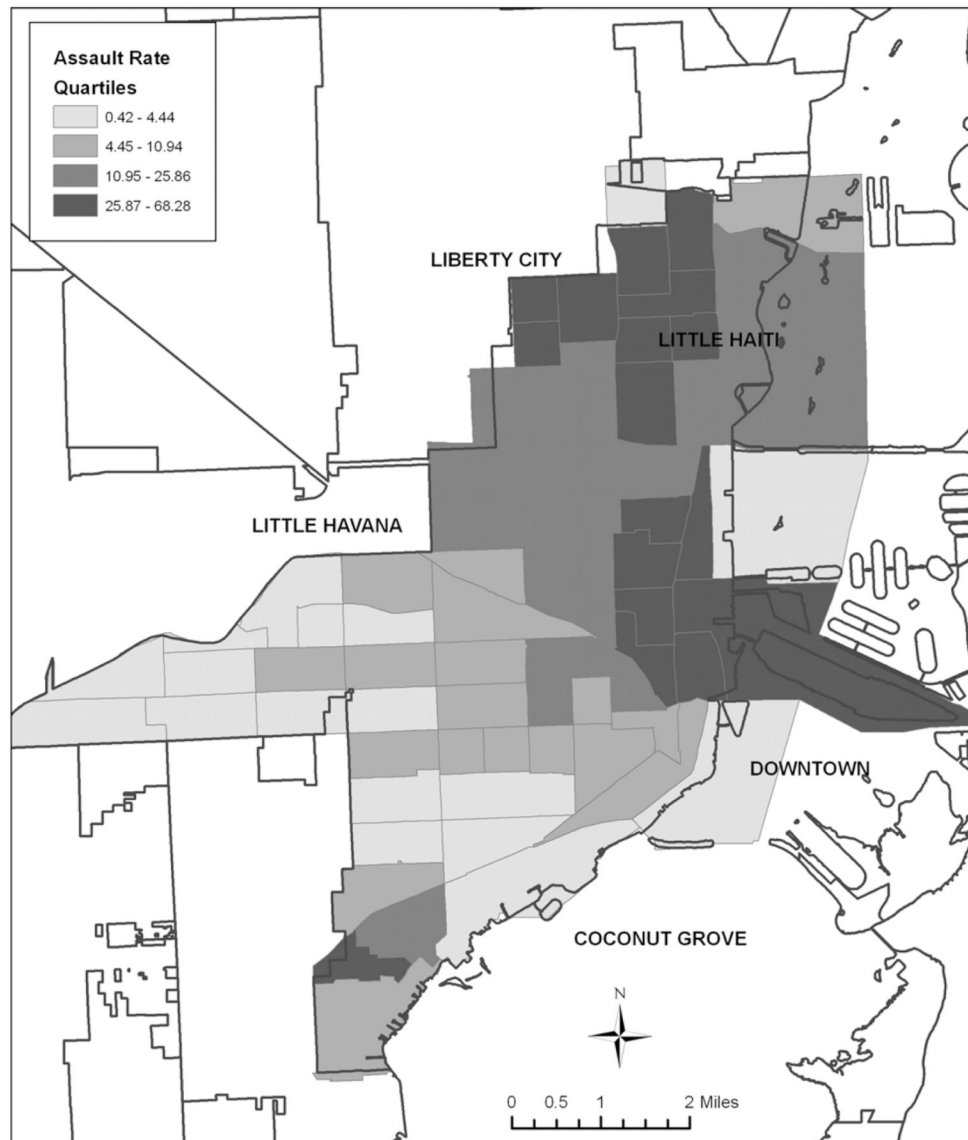 Assault Rate
Quartiles
0.42 - 4.44
4.45 - 10.94
10.95 - 25.86
25.87 - 68.28
LIBERTY CITY
LITTLE HAITI
LITTLE HAVANA
DOWNTOWN
COCONUT GROVE
N
0 0.5 1 2 Miles